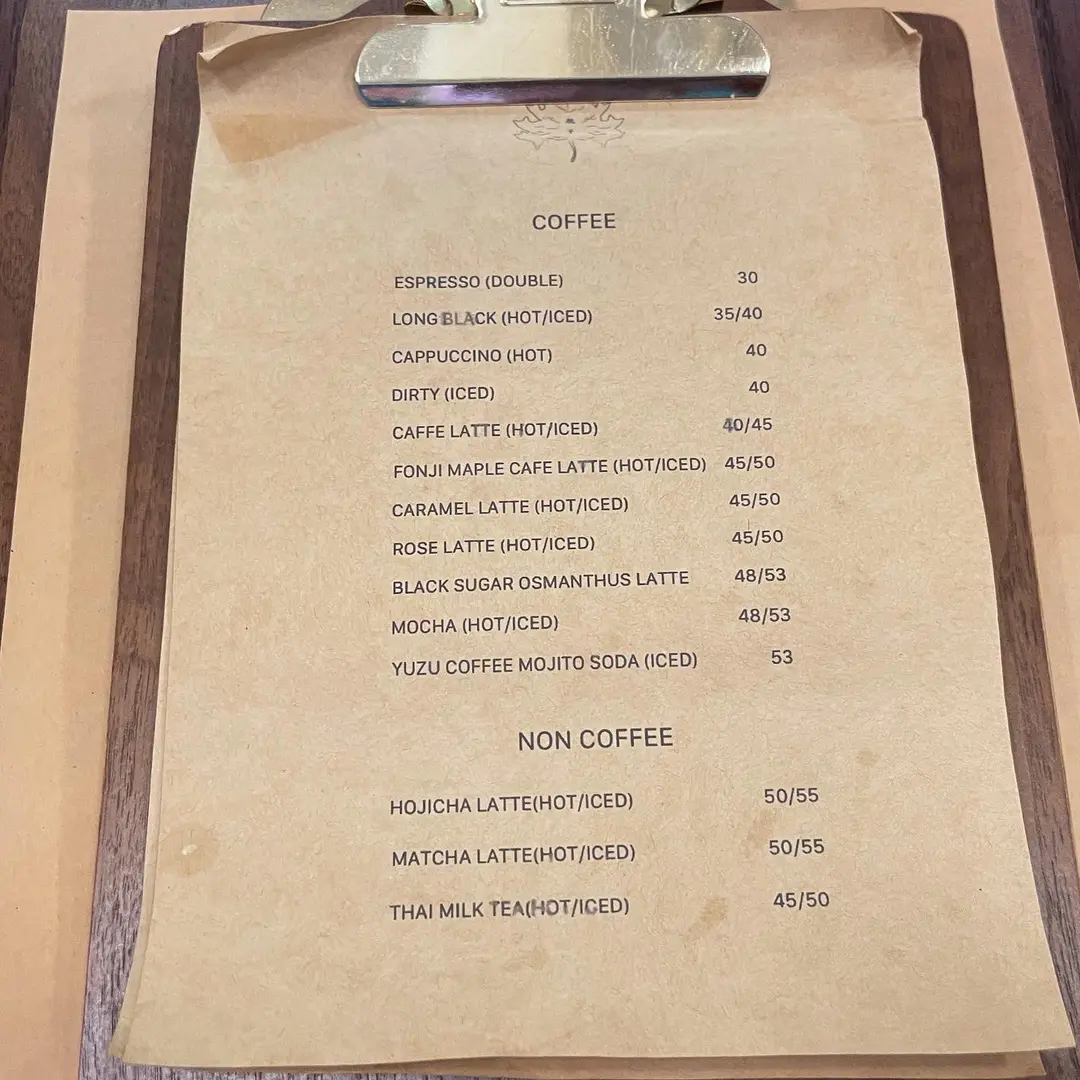 COFFEE
ESPRESSO (DOUBLE) 30
LONG BLACK (HOT/ICED) 35/40
CAPPUCCINO (HOT) 40
DIRTY (ICED) 40
CAFFE LATTE (HOT/ICED) 40/45
FONJI MAPLE CAFE LATTE (HOT/ICED) 45/50
CARAMEL LATTE (HOT/ICED) 45/50
ROSE LATTE (HOT/ICED) 45/50
BLACK SUGAR OSMANTHUS LATTE 48/53
MOCHA (HOT/ICED) 48/53
YUZU COFFEE MOJITO SODA (ICED) 53
NON COFFEE
HOJICHA LATTE(HOT/ICED) 50/55
MATCHA LATTE(HOT/ICED) 50/55
THAI MILK TEA(HOT/ICED) 45/50